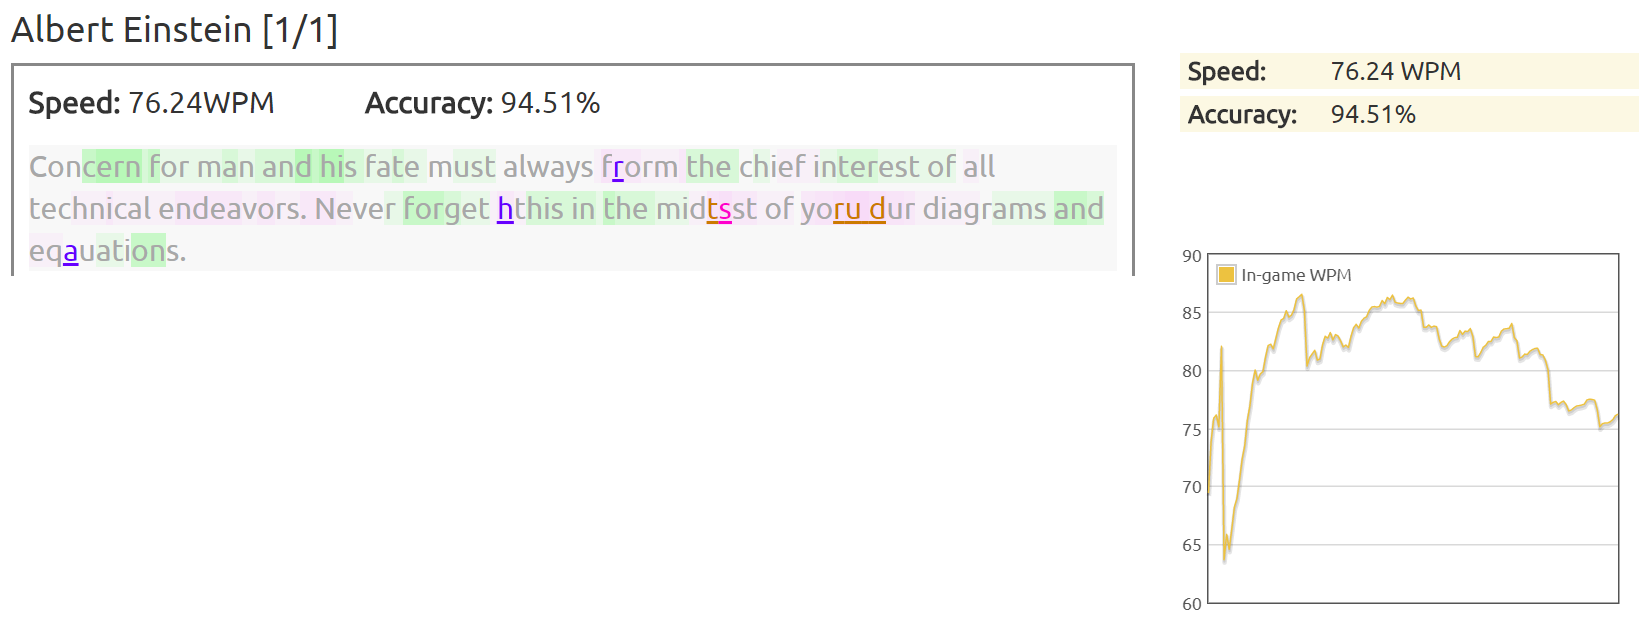 Albert Einstein [1/1]
Speed: 76.24WPM Accuracy: 94.51%
Concern for man and his fate must always frorm the chief interest of all
technical endeavors. Never forget hthis in the midtsst of yoru dur diagrams and
eqauations.
Speed: 76.24 WPM
Accuracy: 94.51%
In-game WPM
90
85
80
75
70
65
60